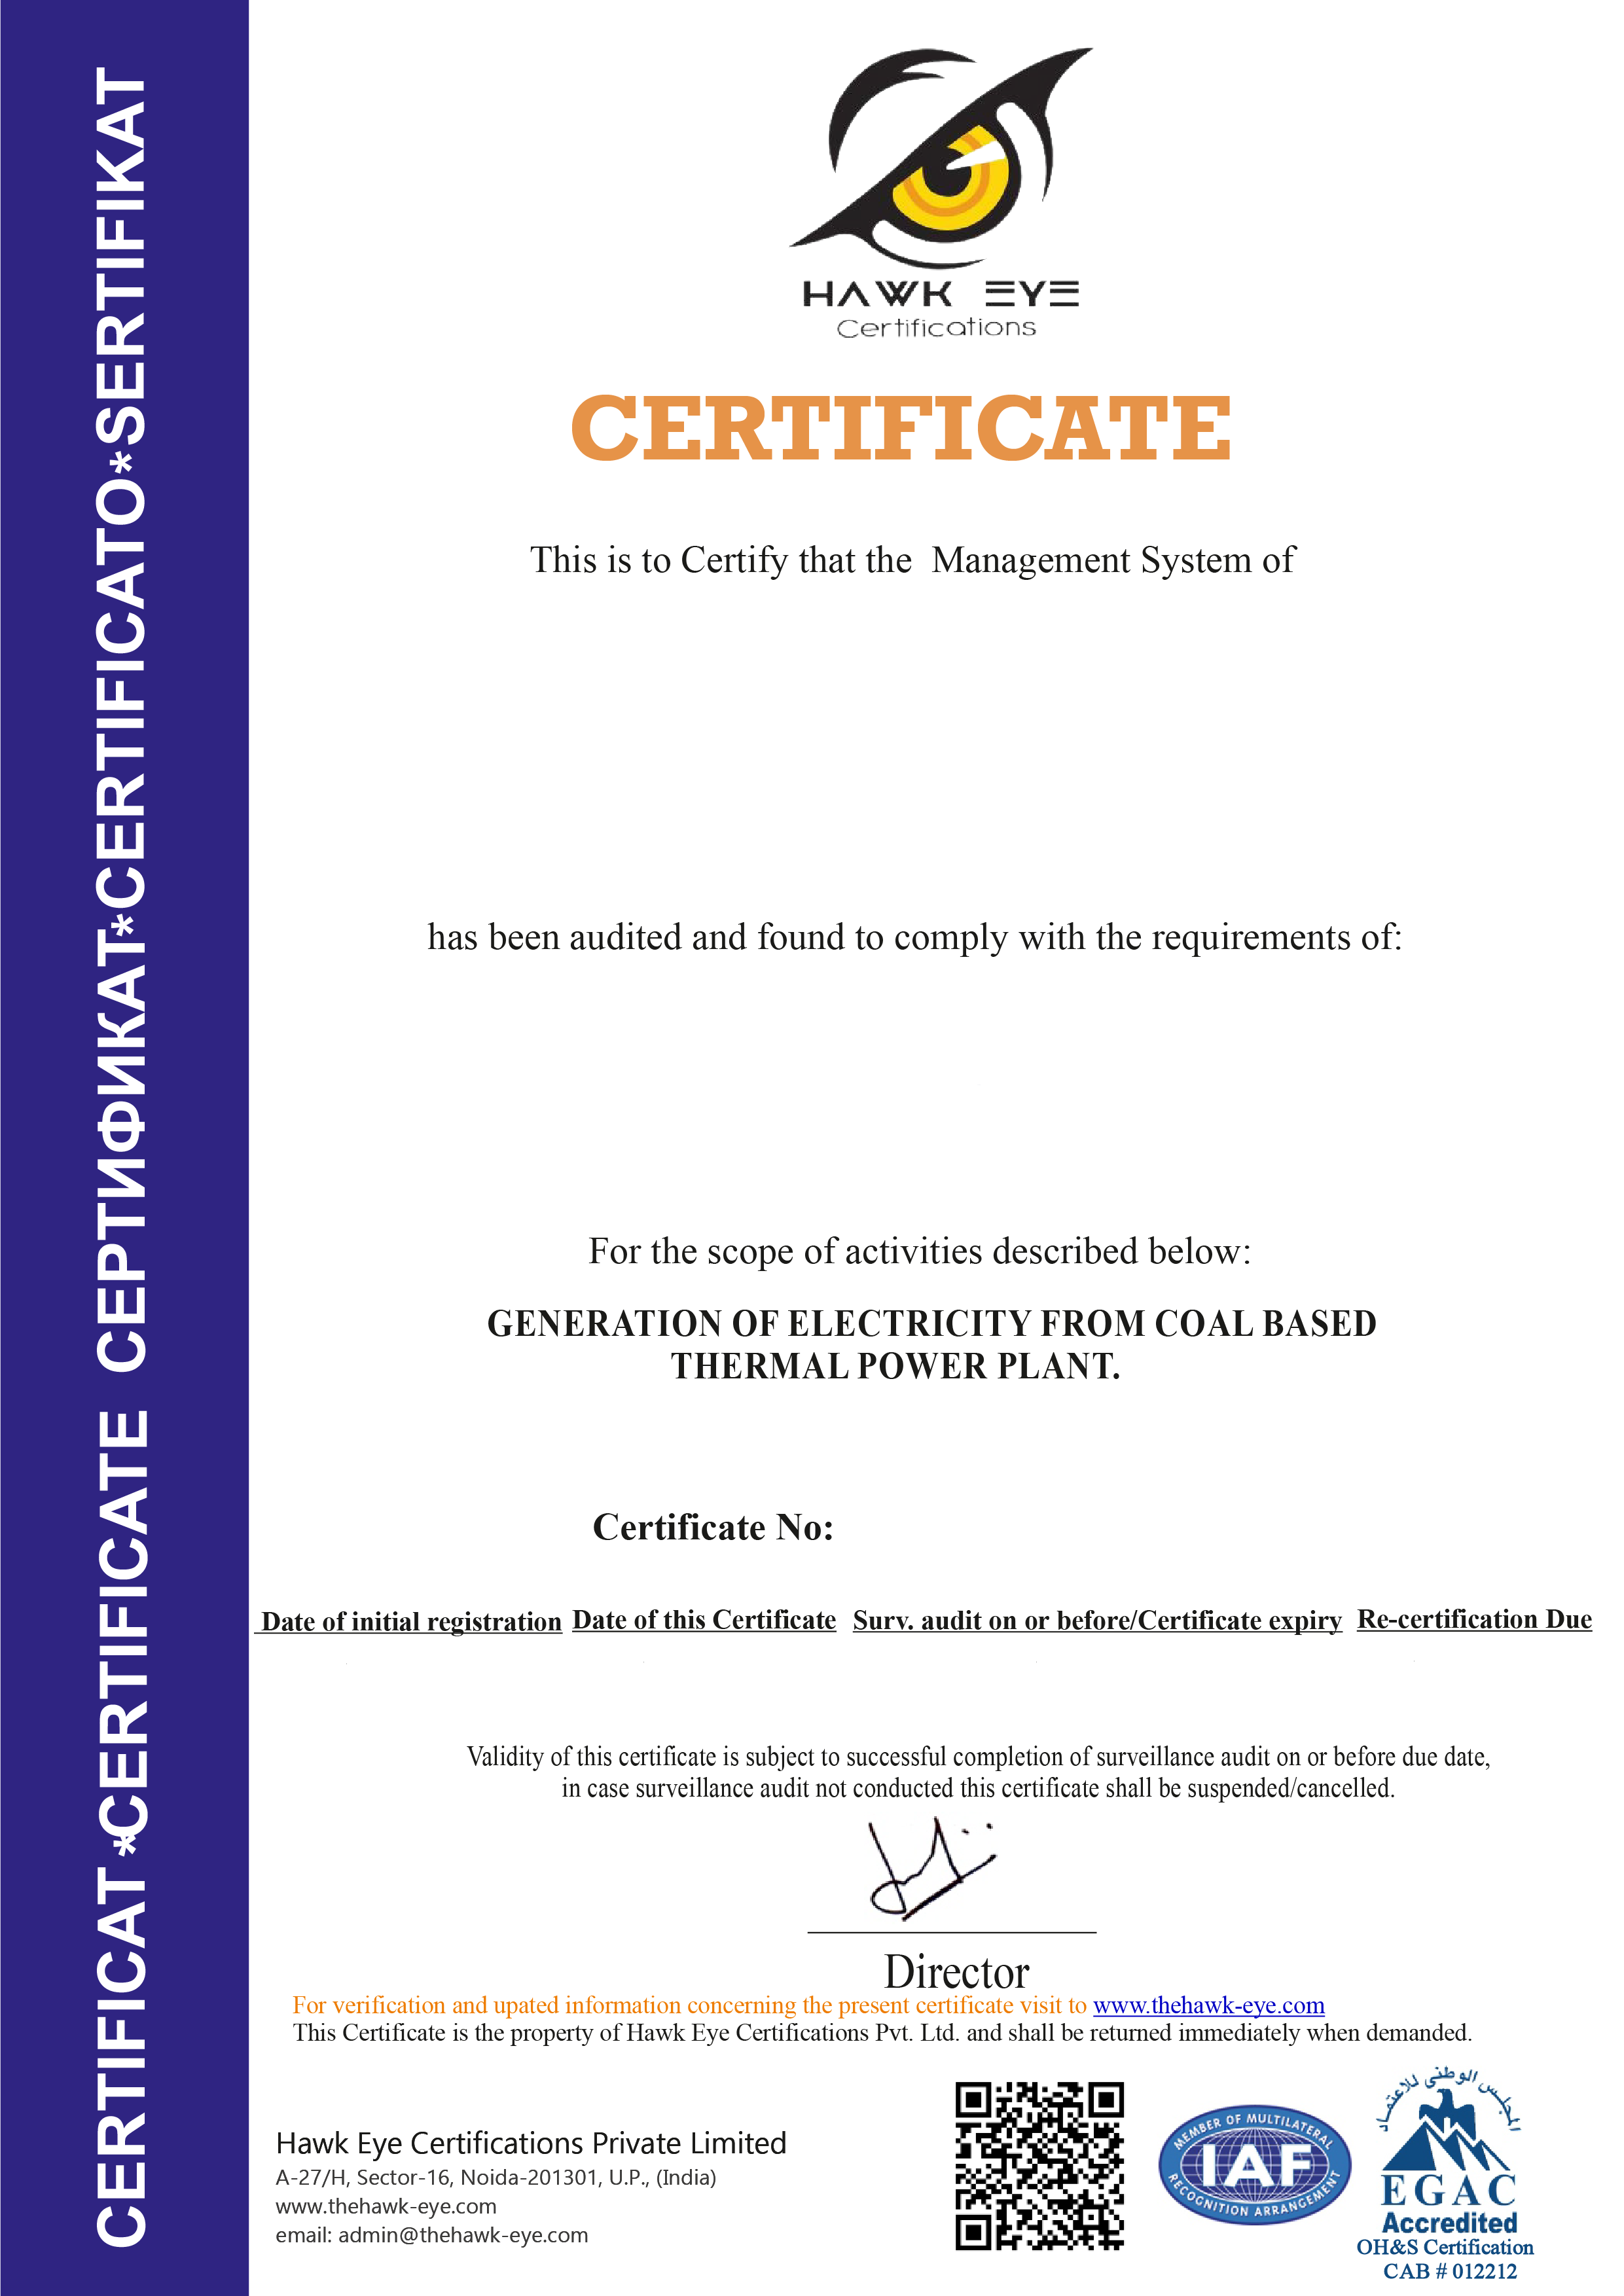 CERTIFICAT*CERTIFICATE СЕРТИФИКАТ*CERTIFICATO*SERTIFIKAT
HAWK EYE
Certifications
CERTIFICATE
This is to Certify that the Management System of
has been audited and found to comply with the requirements of:
For the scope of activities described below:
GENERATION OF ELECTRICITY FROM COAL BASED
THERMAL POWER PLANT.
Certificate No:
Date of initial registration Date of this Certificate Surv. audit on or before/Certificate expiry Re-certification Due
Validity of this certificate is subject to successful completion of surveillance audit on or before due date,
in case surveillance audit not conducted this certificate shall be suspended/cancelled.
Director
For verification and upated information concerning the present certificate visit to www.thehawk-eye.com
This Certificate is the property of Hawk Eye Certifications Pvt. Ltd. and shall be returned immediately when demanded.
Hawk Eye Certifications Private Limited
A-27/H, Sector-16, Noida-201301, U.P., (India)
www.thehawk-eye.com
email: admin@thehawk-eye.com
MEMBER OF MULTILATERAL
IAF
RECOGNITION ARRANGEMENT
المجلس الوطني للاعتماد
EGAC
Accredited
OH&S Certification
CAB # 012212